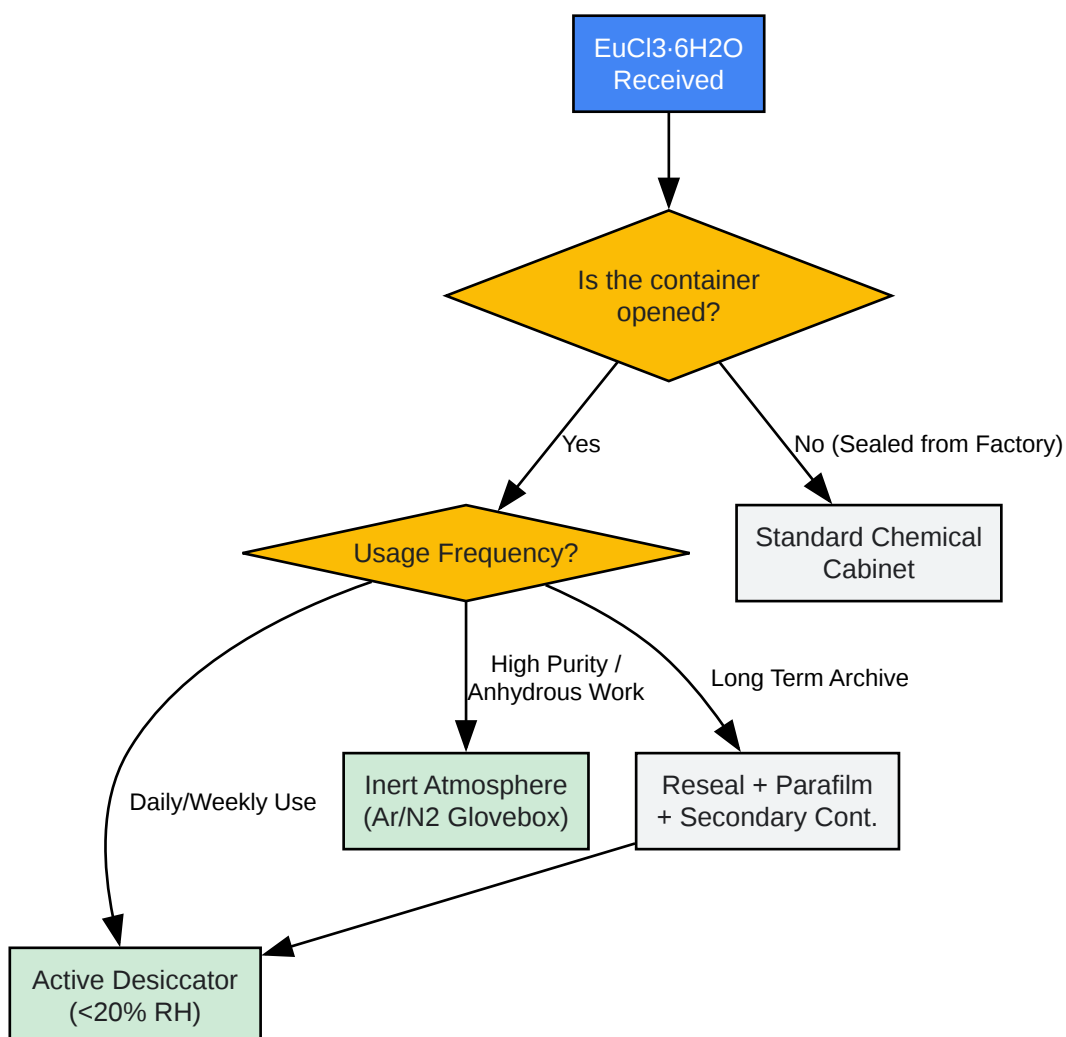 EuCl3·6H2O
Received
Is the container
opened?
Yes
No (Sealed from Factory)
Usage Frequency?
Standard Chemical
Cabinet
High Purity /
Anhydrous Work
Long Term Archive
Daily/Weekly Use
Inert Atmosphere
(Ar/N2 Glovebox)
Reseal + Parafilm
+ Secondary Cont.
Active Desiccator
(<20% RH)